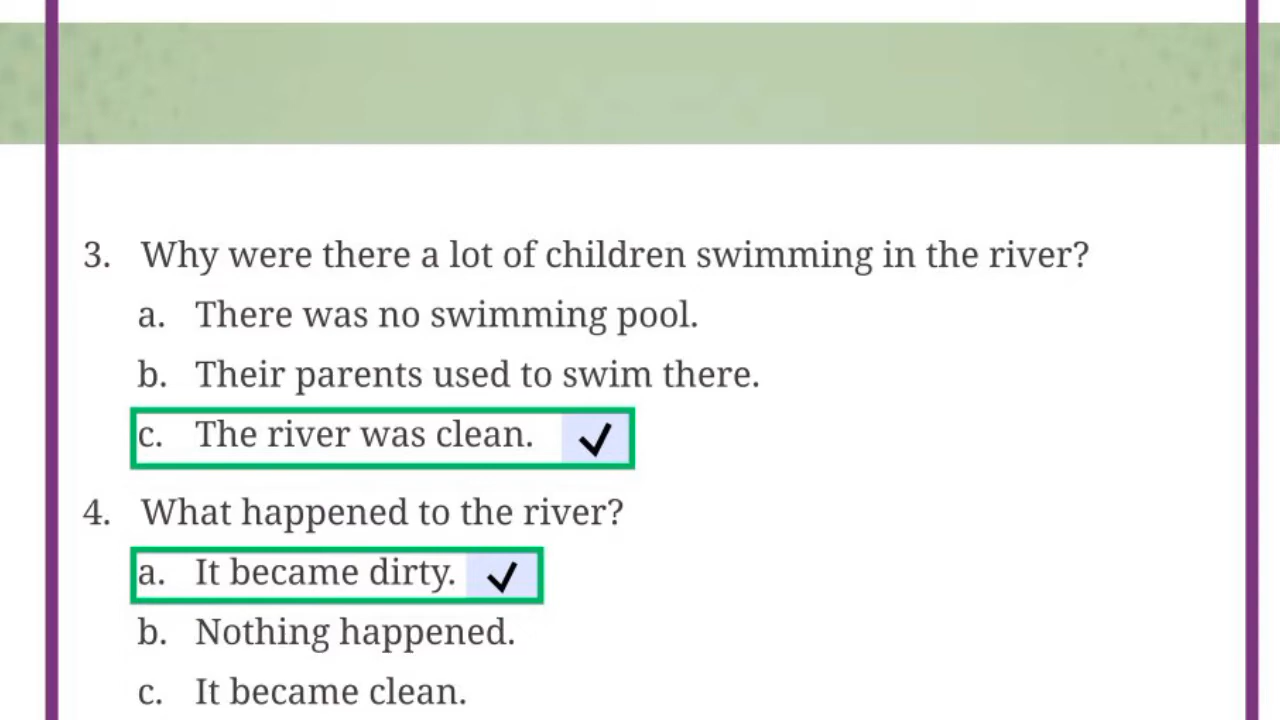 3. Why were there a lot of children swimming in the river?
a. There was no swimming pool.
b. Their parents used to swim there.
c. The river was clean. ✓
4. What happened to the river?
a. It became dirty. ✓
b. Nothing happened.
c. It became clean.